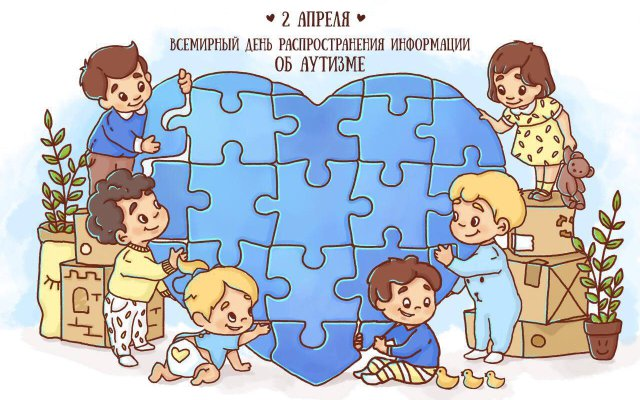 2 АПРЕЛЯ
ВСЕМИРНЫЙ ДЕНЬ РАСПРОСТРАНЕНИЯ ИНФОРМАЦИИ
ОБ АУТИЗМЕ